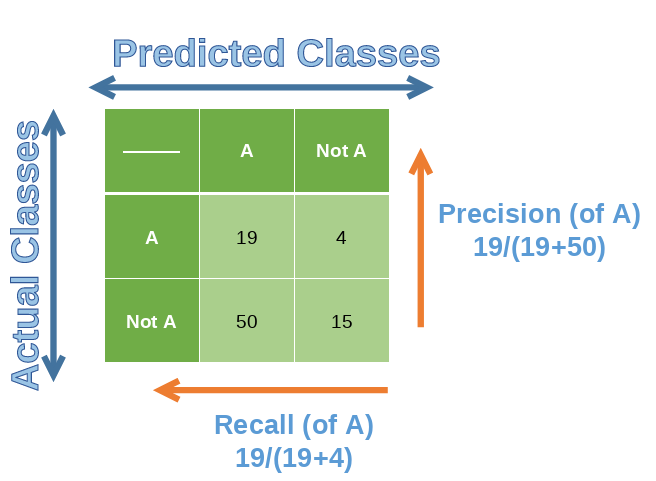 Predicted Classes
Actual Classes
A Not A
A 19 4
Not A 50 15
Precision (of A)
19/(19+50)
Recall (of A)
19/(19+4)